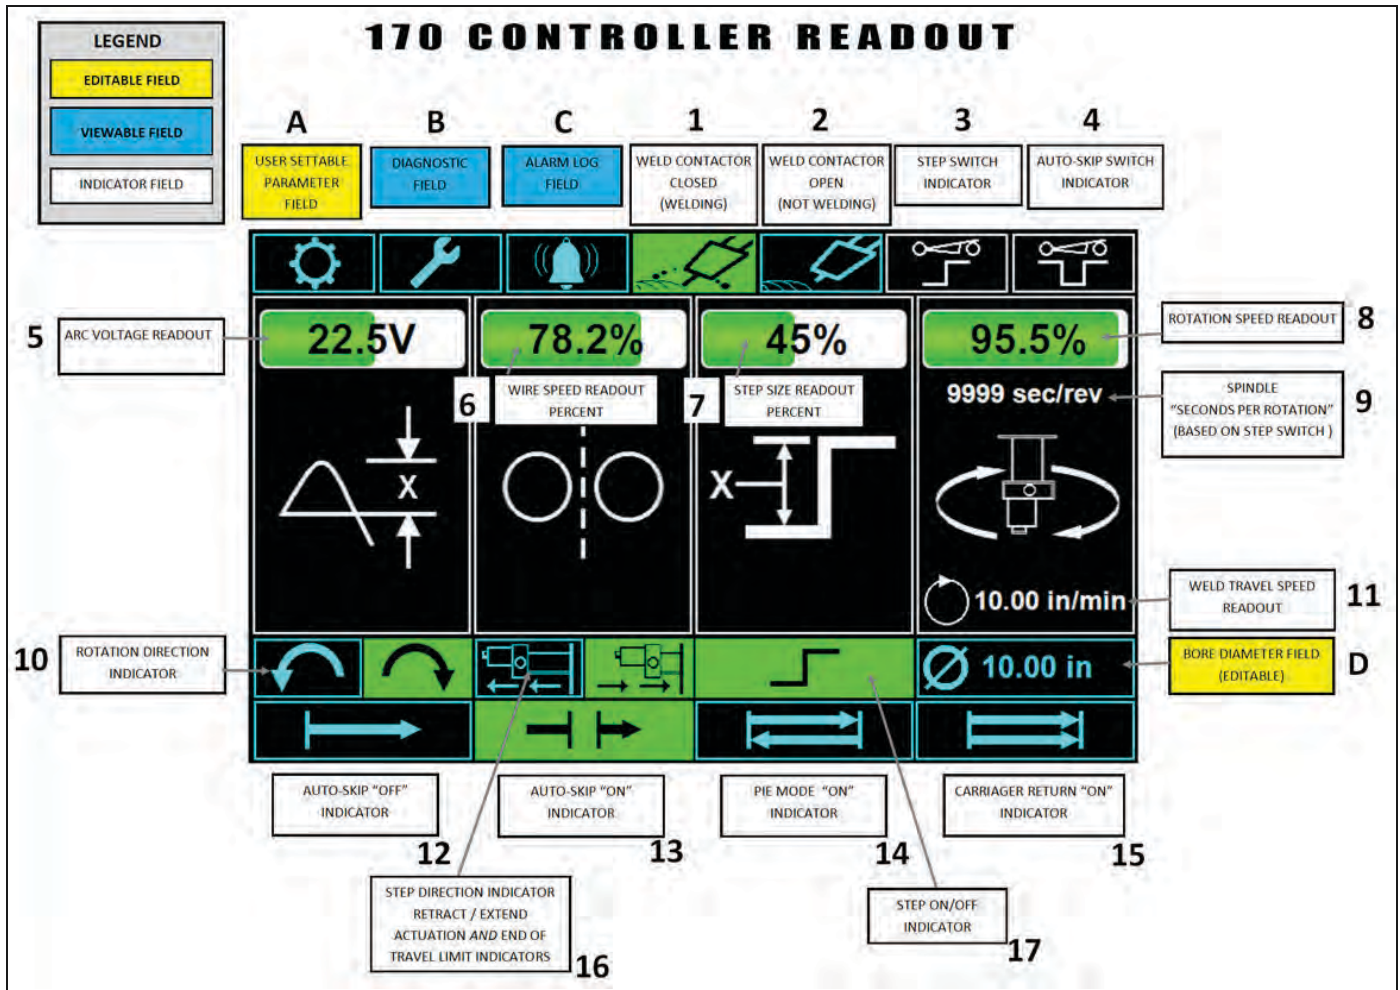 170 CONTROLLER READOUT
LEGEND
EDITABLE FIELD
VIEWABLE FIELD
INDICATOR FIELD
A
B
C
1
2
3
4
USER SETTABLE
PARAMETER
FIELD
DIAGNOSTIC
FIELD
ALARM LOG
FIELD
WELD CONTACTOR
CLOSED
(WELDING)
WELD CONTACTOR
OPEN
(NOT WELDING)
STEP SWITCH
INDICATOR
AUTO-SKIP SWITCH
INDICATOR
5
ARC VOLTAGE READOUT
22.5V
78.2%
45%
95.5%
ROTATION SPEED READOUT
8
6
WIRE SPEED READOUT
PERCENT
7
STEP SIZE READOUT
PERCENT
9999 sec/rev
SPINDLE
"SECONDS PER ROTATION"
(BASED ON STEP SWITCH )
9
X
X
10.00 in/min
WELD TRAVEL SPEED
READOUT
11
10
ROTATION DIRECTION
INDICATOR
10.00 in
BORE DIAMETER FIELD
(EDITABLE)
D
AUTO-SKIP "OFF"
INDICATOR
12
AUTO-SKIP "ON"
INDICATOR
13
PIE MODE "ON"
INDICATOR
14
CARRIAGER RETURN "ON"
INDICATOR
15
STEP DIRECTION INDICATOR
RETRACT / EXTEND
ACTUATION AND END OF
TRAVEL LIMIT INDICATORS
16
STEP ON/OFF
INDICATOR
17